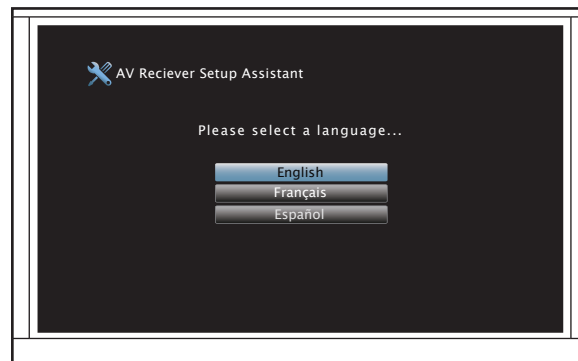 AV Reciever Setup Assistant
Please select a language...
English
Français
Español